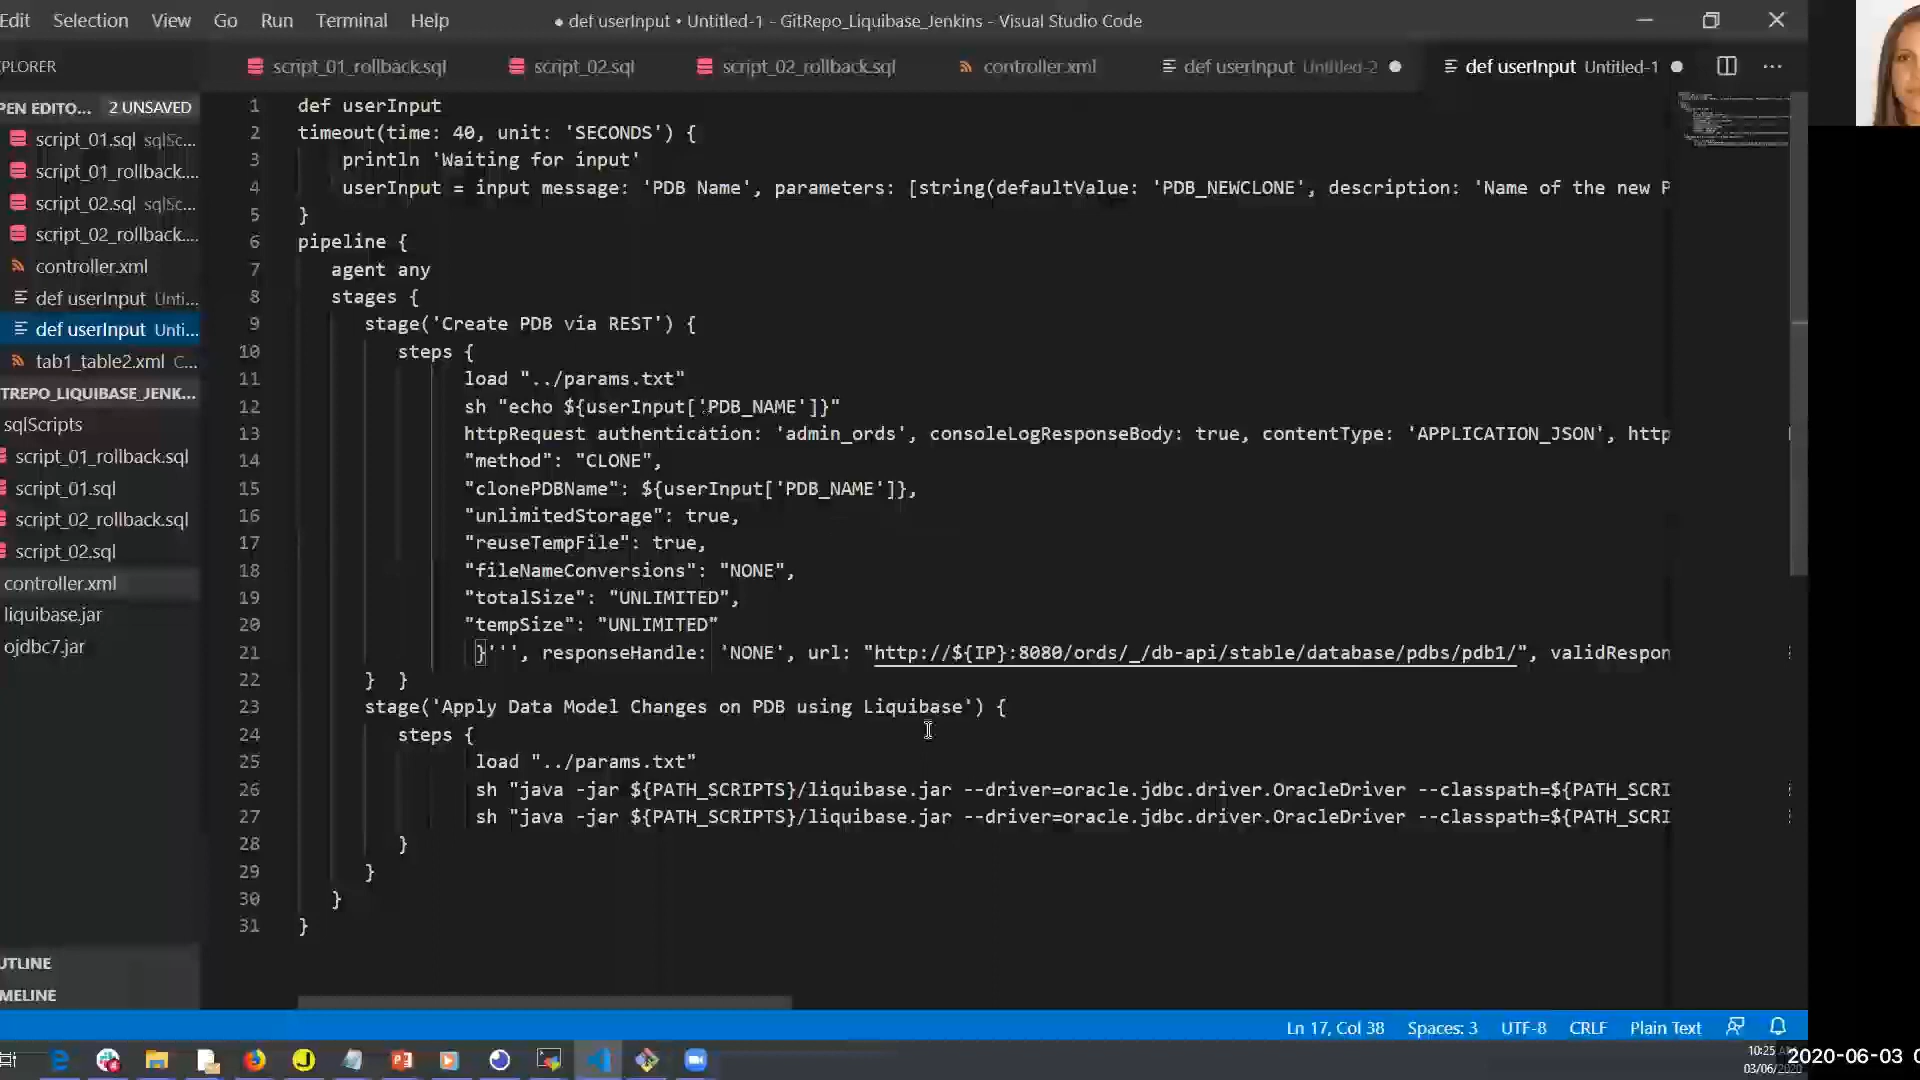 Edit Selection View Go Run Terminal Help ● def userInput • Untitled-1 - GitRepo_Liquibase_Jenkins - Visual Studio Code
XPLORER script_01_rollback.sql script_02.sql script_02_rollback.sql controller.xml def userInput Untitled-2 def userInput Untitled-1 ...
PEN EDITO... 2 UNSAVED
script_01.sql sqlSc...
script_01_rollback....
script_02.sql sqlSc...
script_02_rollback....
controller.xml
def userInput Unti...
def userInput Unti...
tab1_table2.xml C...
TREPO_LIQUIBASE_JENK...
sqlScripts
script_01_rollback.sql
script_01.sql
script_02_rollback.sql
script_02.sql
controller.xml
liquibase.jar
ojdbc7.jar
UTLINE
MELINE
1 def userInput
2 timeout(time: 40, unit: 'SECONDS') {
3 println 'Waiting for input'
4 userInput = input message: 'PDB Name', parameters: [string(defaultValue: 'PDB_NEWCLONE', description: 'Name of the new P
5 }
6 pipeline {
7 agent any
8 stages {
9 stage('Create PDB via REST') {
10 steps {
11 load "../params.txt"
12 sh "echo ${userInput['PDB_NAME']}"
13 httpRequest authentication: 'admin_ords', consoleLogResponseBody: true, contentType: 'APPLICATION_JSON', http
14 "method": "CLONE",
15 "clonePDBName": ${userInput['PDB_NAME']},
16 "unlimitedStorage": true,
17 "reuseTempFile": true,
18 "fileNameConversions": "NONE",
19 "totalSize": "UNLIMITED",
20 "tempSize": "UNLIMITED"
21 }''', responseHandle: 'NONE', url: "http://${IP}:8080/ords/_/db-api/stable/database/pdbs/pdb1/", validRespon
22 } }
23 stage('Apply Data Model Changes on PDB using Liquibase') {
24 steps {
25 load "../params.txt"
26 sh "java -jar ${PATH_SCRIPTS}/liquibase.jar --driver=oracle.jdbc.driver.OracleDriver --classpath=${PATH_SCRI
27 sh "java -jar ${PATH_SCRIPTS}/liquibase.jar --driver=oracle.jdbc.driver.OracleDriver --classpath=${PATH_SCRI
28 }
29 }
30 }
31 }
Ln 17, Col 38 Spaces: 3 UTF-8 CRLF Plain Text
10:25
03/06/2020
2020-06-03